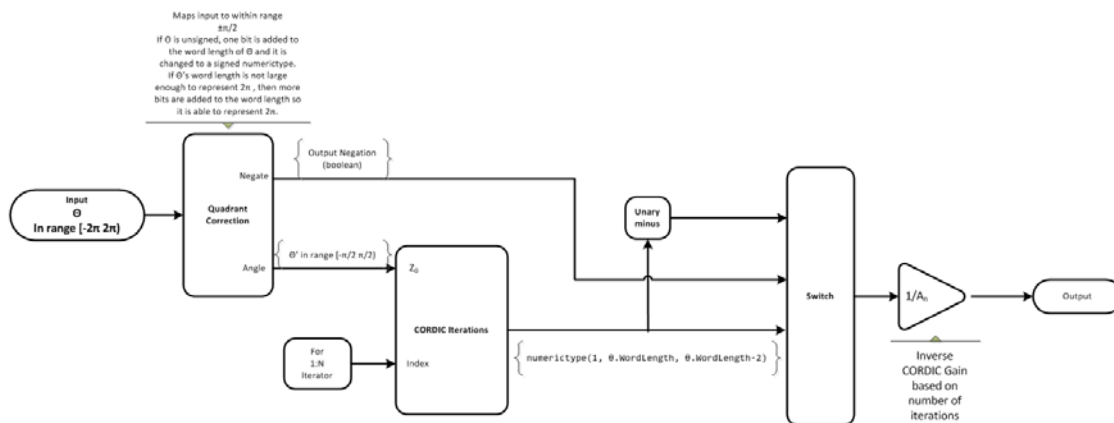 Maps input to within range
±π/2
If Θ is unsigned, one bit is added to
the word length of Θ and it is
changed to a signed numerictype.
If Θ's word length is not large
enough to represent 2π , then more
bits are added to the word length so
it is able to represent 2π.
Input
Θ
In range [-2π 2π)
Quadrant
Correction
Negate
Angle
Output Negation
(boolean)
Θ' in range [-π/2 π/2)
Z₀
CORDIC Iterations
Index
For
1:N
Iterator
Unary
minus
numerictype(1, θ.WordLength, θ.WordLength-2)
Switch
1/Aₙ
Output
Inverse
CORDIC Gain
based on
number of
iterations